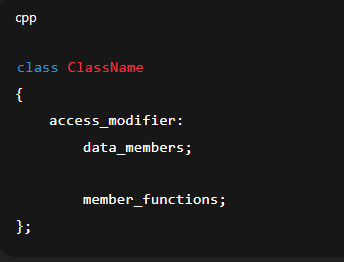 cpp
class ClassName
{
    access_modifier:
        data_members;
        member_functions;
};